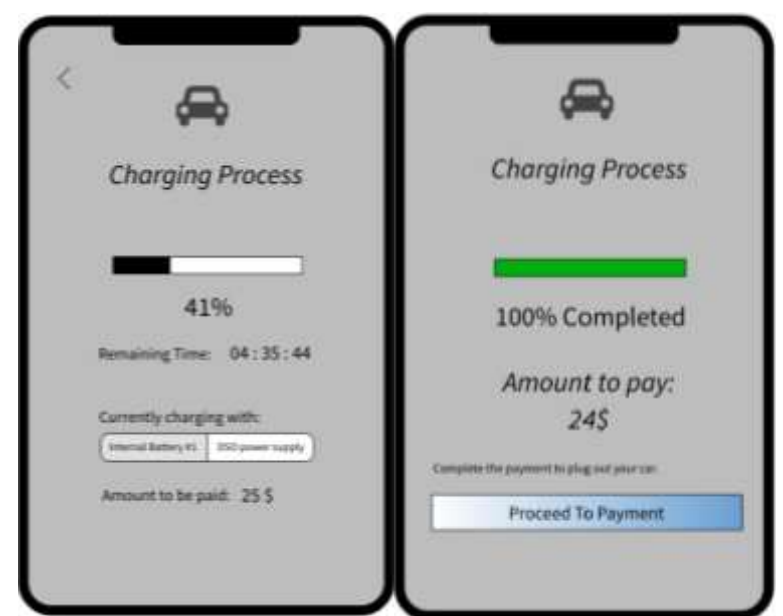 Charging Process
41%
Remaining Time: 04 : 35 : 44
Currently charging with:
Internal Battery #1 DSO power supply
Amount to be paid: 25 $
Charging Process
100% Completed
Amount to pay:
24$
Complete the payment to plug out your car.
Proceed To Payment